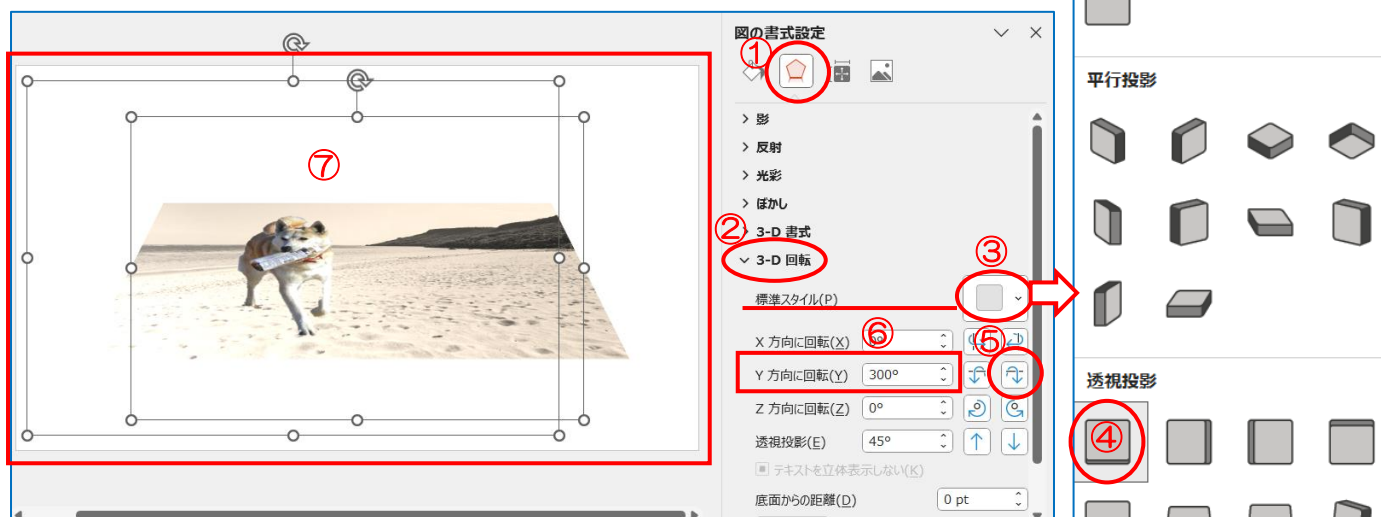 図の書式設定
①
影
反射
光彩
ぼかし
② 3-D 書式
3-D 回転
③
標準スタイル(P)
X 方向に回転(X) ⑥ ⑤
Y 方向に回転(Y) 300°
Z 方向に回転(Z) 0°
透視投影(E) 45°
テキストを立体表示しない(K)
底面からの距離(D) 0 pt
⑦
平行投影
透視投影
④